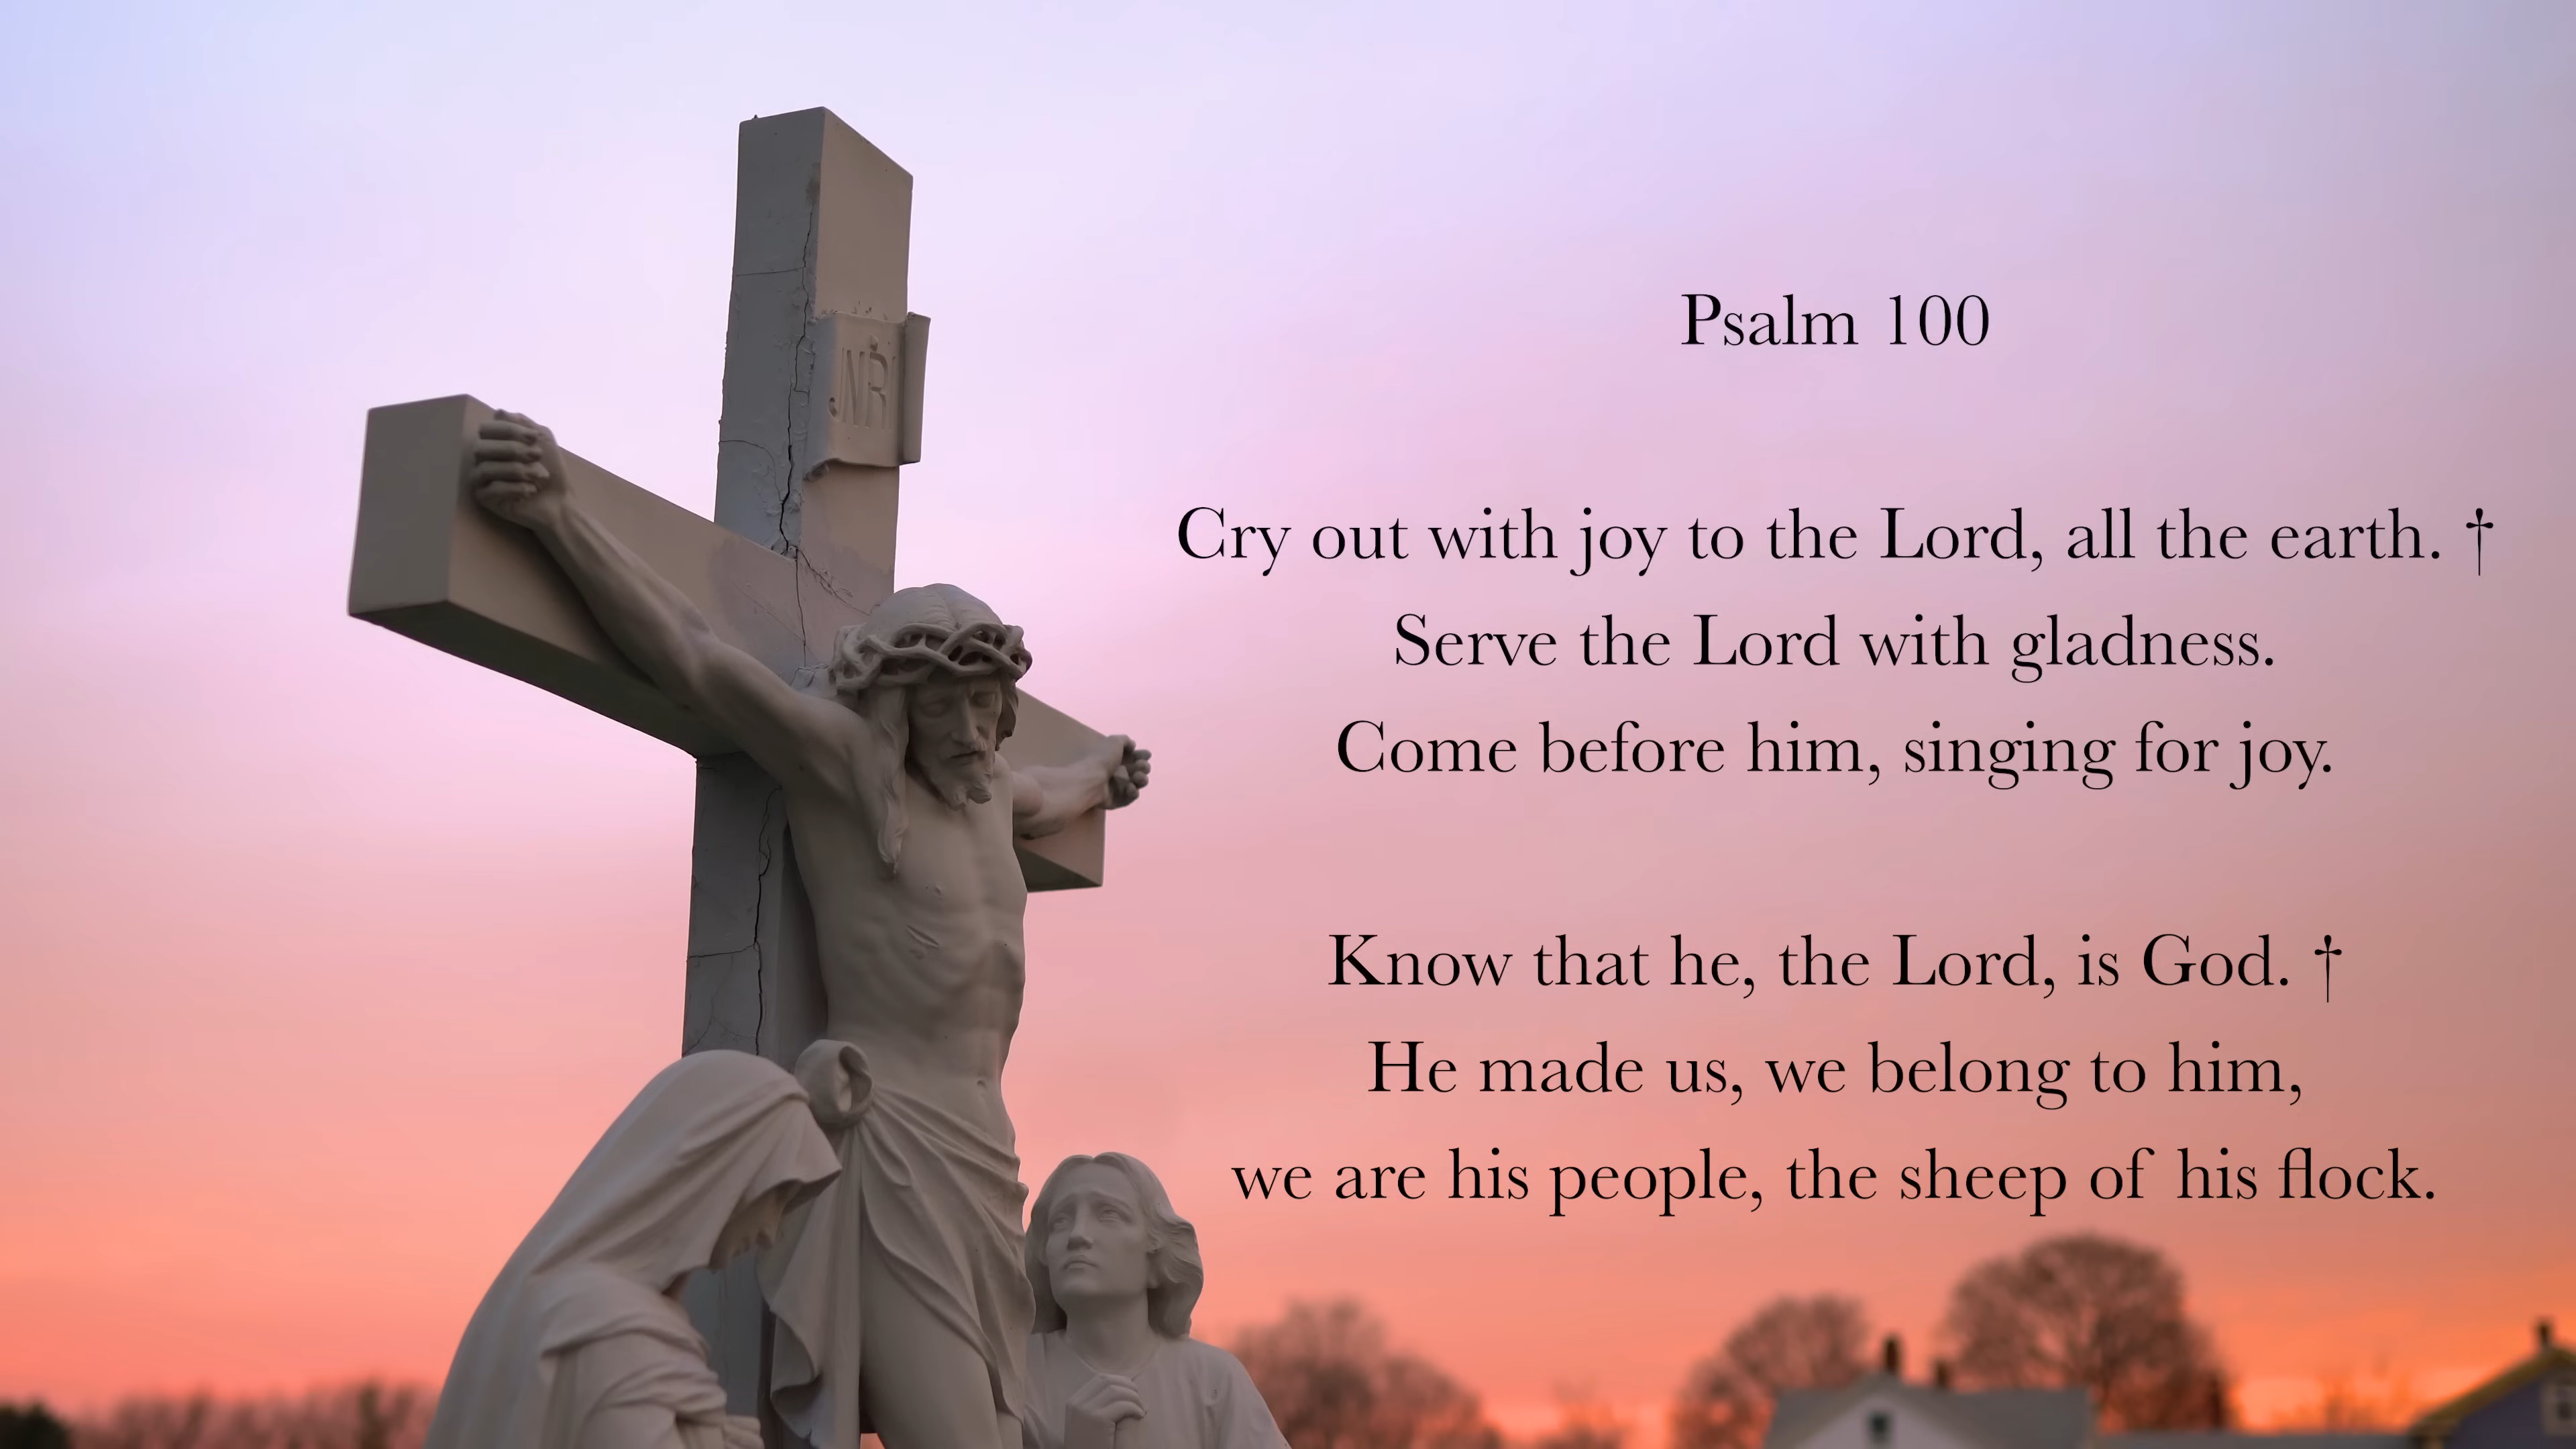 JNRI
Psalm 100
Cry out with joy to the Lord, all the earth. †
Serve the Lord with gladness.
Come before him, singing for joy.
Know that he, the Lord, is God. †
He made us, we belong to him,
we are his people, the sheep of his flock.